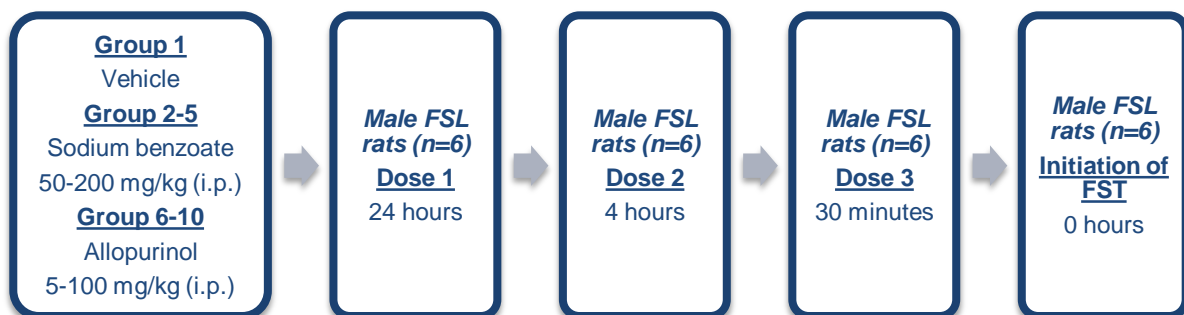 Group 1
Vehicle
Group 2-5
Sodium benzoate
50-200 mg/kg (i.p.)
Group 6-10
Allopurinol
5-100 mg/kg (i.p.)
Male FSL
rats (n=6)
Dose 1
24 hours
Male FSL
rats (n=6)
Dose 2
4 hours
Male FSL
rats (n=6)
Dose 3
30 minutes
Male FSL
rats (n=6)
Initiation of
FST
0 hours